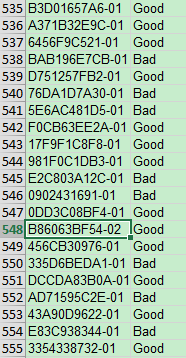 535 B3D01657A6-01 Good
536 A371B32E9C-01 Good
537 6456F9C521-01 Good
538 BAB196E7CB-01 Bad
539 D751257FB2-01 Good
540 76DA1D7A30-01 Bad
541 5E6AC481D5-01 Bad
542 F0CB63EE2A-01 Good
543 17F9F1C8F8-01 Good
544 981F0C1DB3-01 Good
545 E2C803A12C-01 Bad
546 0902431691-01 Bad
547 0DD3C08BF4-01 Good
548 B86063BF54-02 Good
549 456CB30976-01 Good
550 335D6BEDA1-01 Bad
551 DCCDA83B0A-01 Good
552 AD71595C2E-01 Bad
553 43A90D9622-01 Good
554 E83C938344-01 Bad
555 3354438732-01 Good